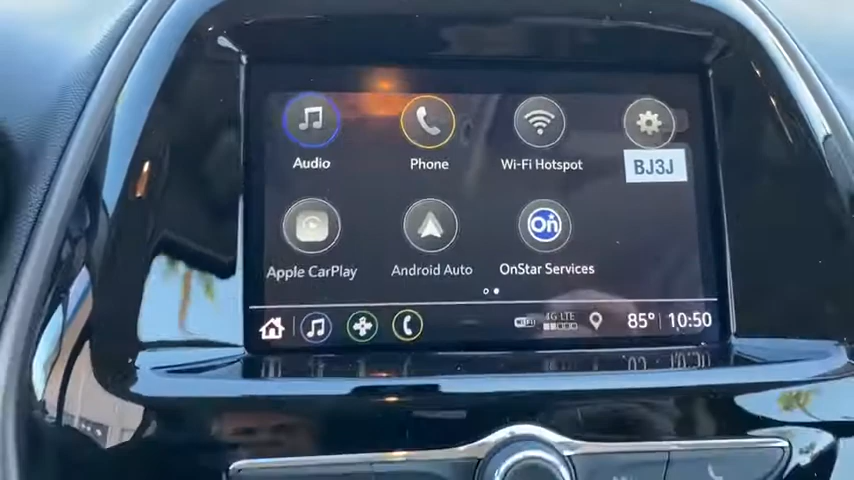 Audio
Phone
Wi-Fi Hotspot
BJ3J
Apple CarPlay
Android Auto
On
OnStar Services
4G LTE
85°
10:50